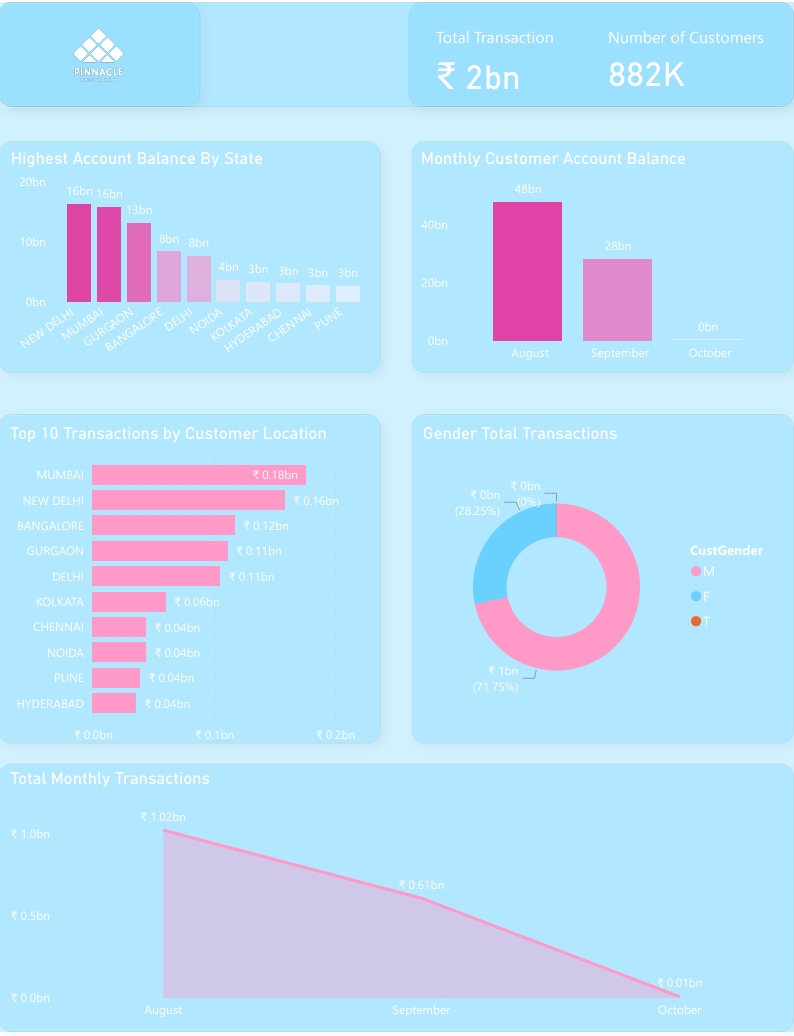 PINNACLE
Total Transaction
₹ 2bn
Number of Customers
882K
Highest Account Balance By State
20bn
10bn
0bn
16bn
16bn
13bn
8bn
8bn
4bn
3bn
3bn
3bn
3bn
NEW DELHI
MUMBAI
GURGAON
BANGALORE
DELHI
NOIDA
KOLKATA
HYDERABAD
CHENNAI
PUNE
Monthly Customer Account Balance
40bn
20bn
0bn
48bn
28bn
0bn
August
September
October
Top 10 Transactions by Customer Location
MUMBAI ₹ 0.18bn
NEW DELHI ₹ 0.16bn
BANGALORE ₹ 0.12bn
GURGAON ₹ 0.11bn
DELHI ₹ 0.11bn
KOLKATA ₹ 0.06bn
CHENNAI ₹ 0.04bn
NOIDA ₹ 0.04bn
PUNE ₹ 0.04bn
HYDERABAD ₹ 0.04bn
₹ 0.0bn ₹ 0.1bn ₹ 0.2bn
Gender Total Transactions
₹ 0bn
(0%)
₹ 0bn
(28.25%)
₹ 1bn
(71.75%)
CustGender
M
F
T
Total Monthly Transactions
₹ 1.0bn
₹ 0.5bn
₹ 0.0bn
₹ 1.02bn
₹ 0.61bn
₹ 0.01bn
August
September
October